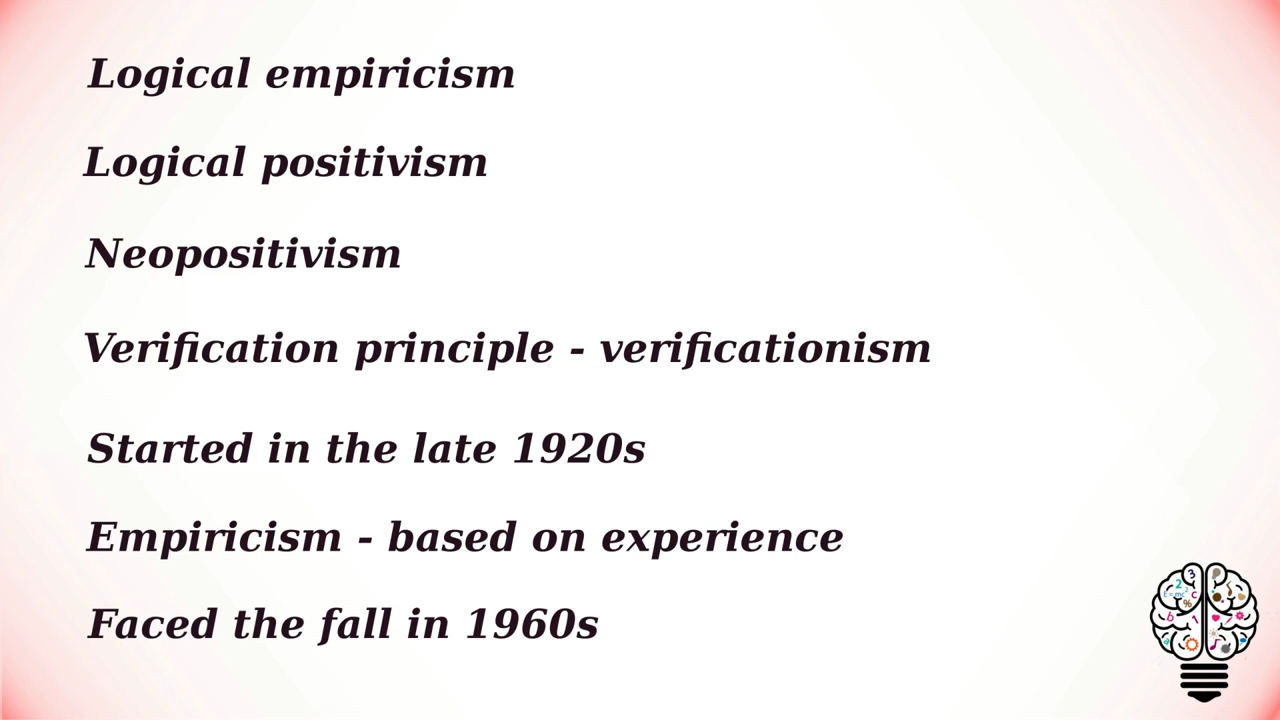 Logical empiricism
Logical positivism
Neopositivism
Verification principle - verificationism
Started in the late 1920s
Empiricism - based on experience
Faced the fall in 1960s